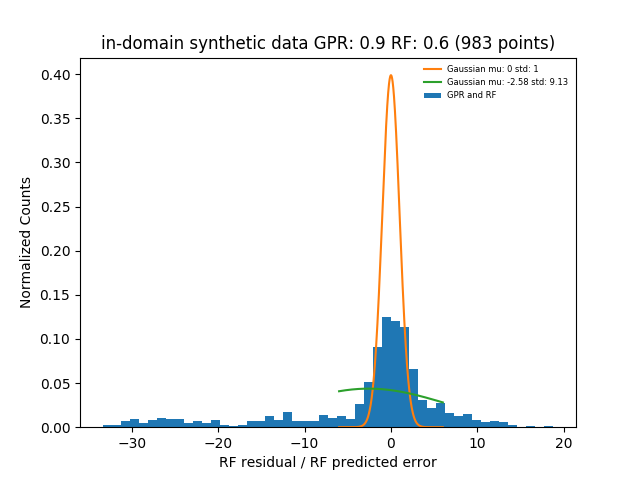 in-domain synthetic data GPR: 0.9 RF: 0.6 (983 points)
Gaussian mu: 0 std: 1
Gaussian mu: -2.58 std: 9.13
GPR and RF
Normalized Counts
0.40
0.35
0.30
0.25
0.20
0.15
0.10
0.05
0.00
−30 −20 −10 0 10 20
RF residual / RF predicted error